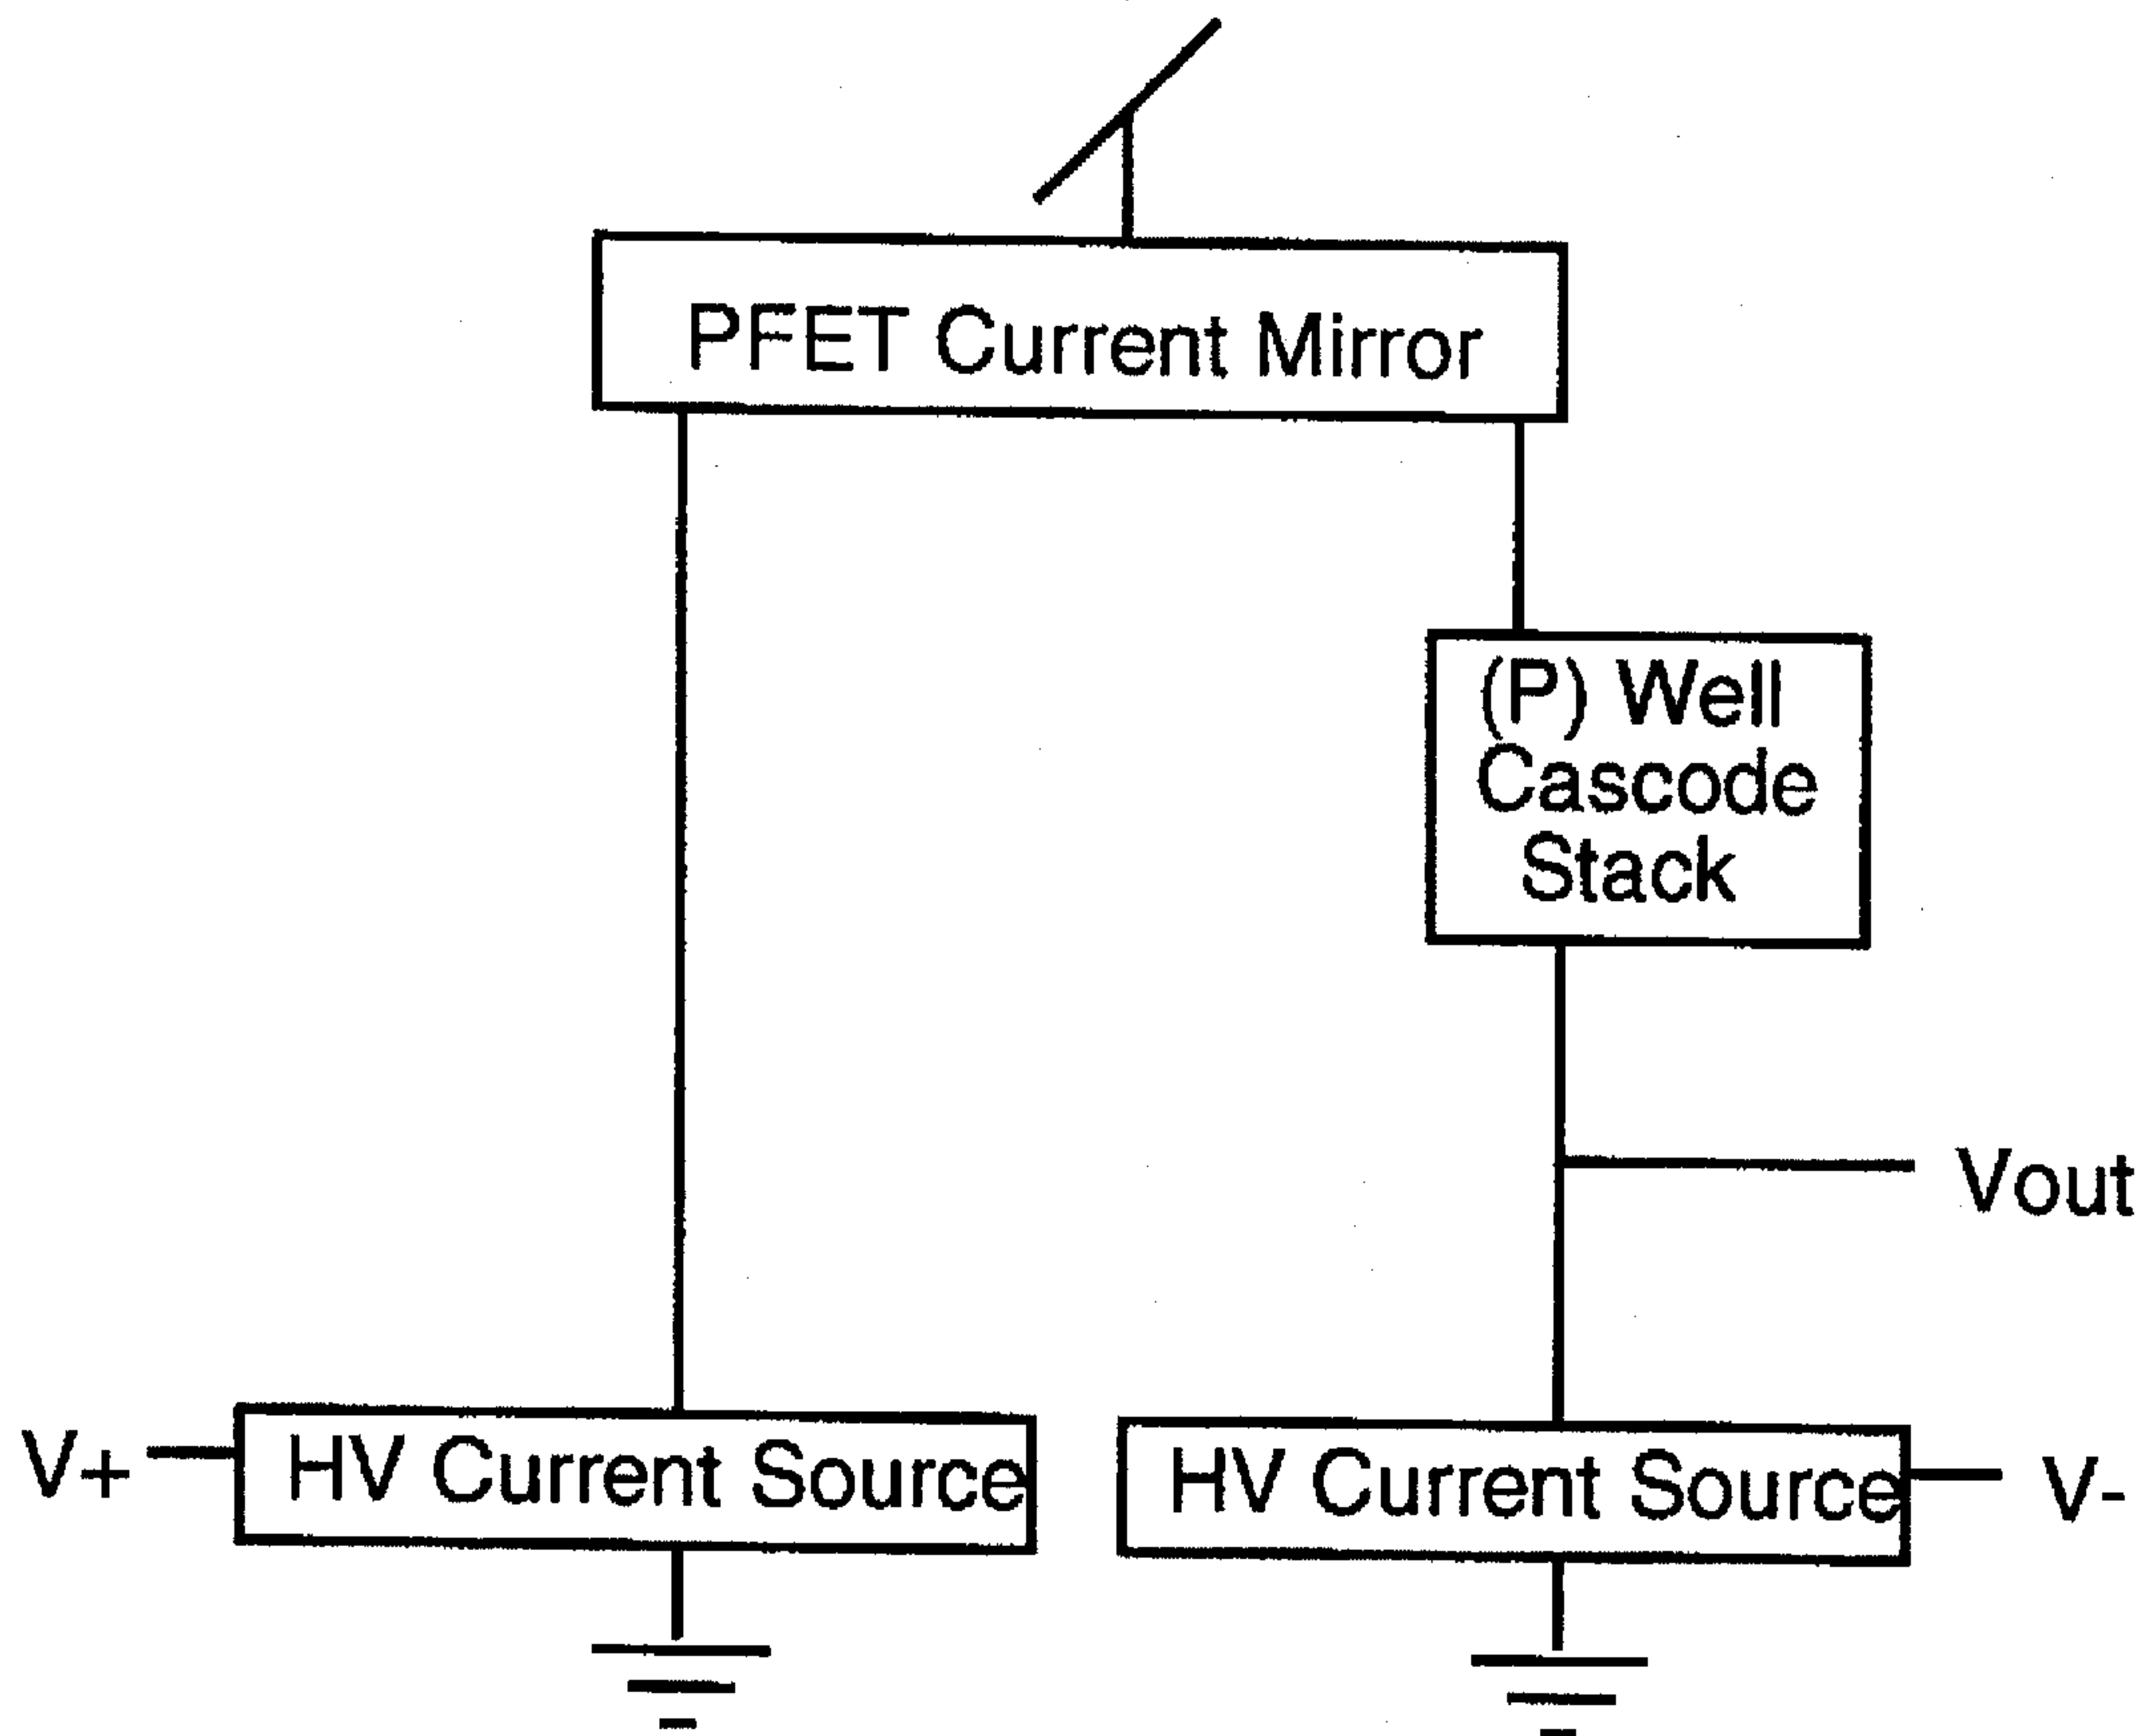 PFET Current Mirror
(P) Well
Cascode
Stack
Vout
V+
HV Current Source
HV Current Source
V-